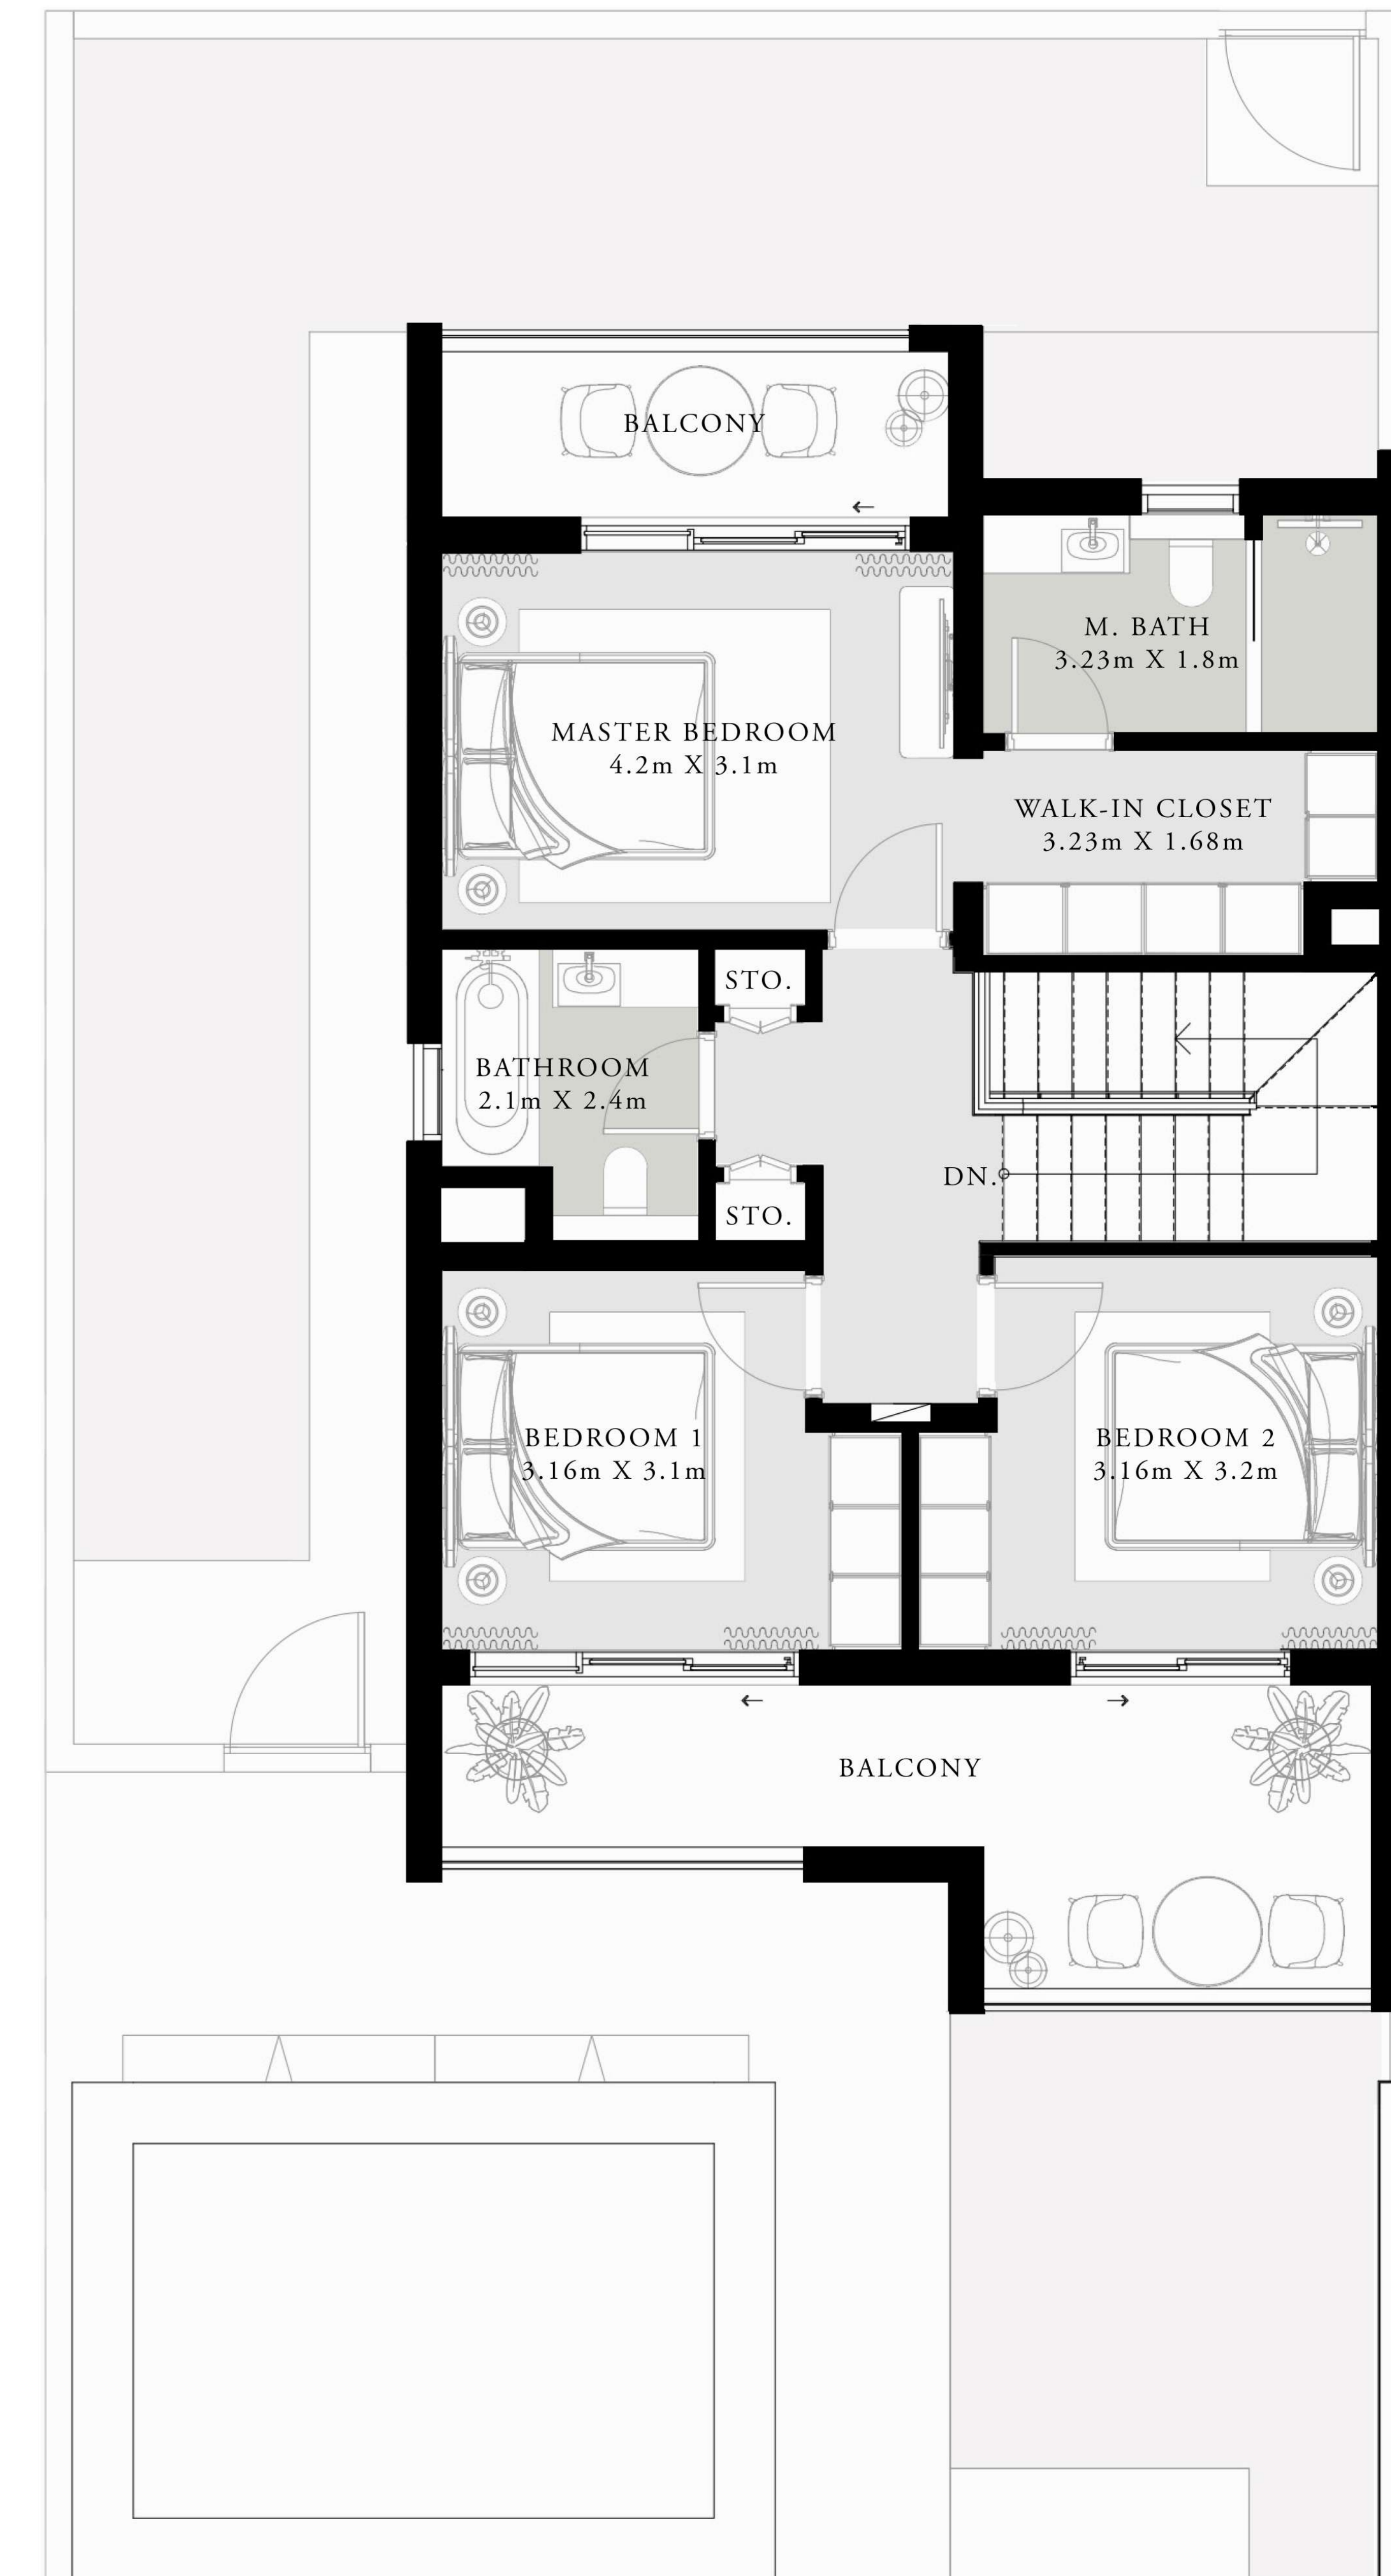 BALCONY
M. BATH
3.23m X 1.8m
MASTER BEDROOM
4.2m X 3.1m
WALK-IN CLOSET
3.23m X 1.68m
STO.
BATHROOM
2.1m X 2.4m
DN.
STO.
BEDROOM 1
3.16m X 3.1m
BEDROOM 2
3.16m X 3.2m
BALCONY